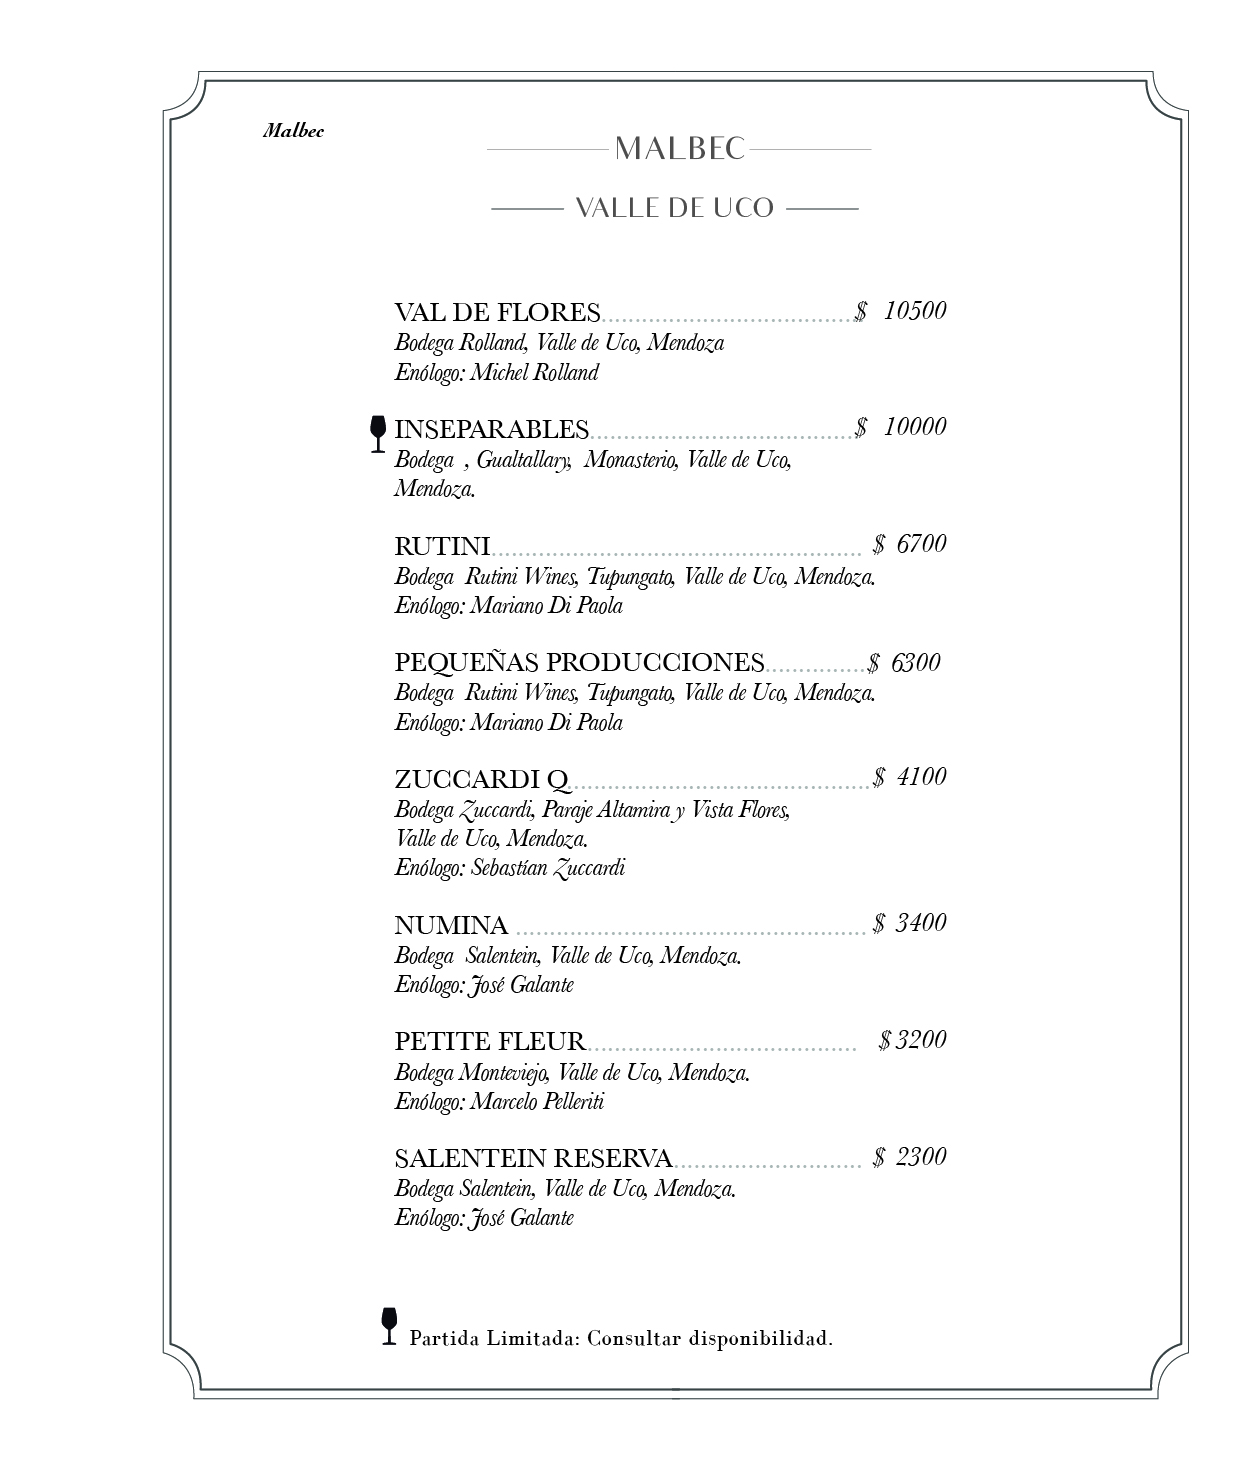 Malbec
MALBEC
VALLE DE UCO
VAL DE FLORES........................................$ 10500
Bodega Rolland, Valle de Uco, Mendoza
Enólogo: Michel Rolland
INSEPARABLES........................................$ 10000
Bodega , Gualtallary, Monasterio, Valle de Uco,
Mendoza.
RUTINI........................................................ $ 6700
Bodega Rutini Wines, Tupungato, Valle de Uco, Mendoza.
Enólogo: Mariano Di Paola
PEQUEÑAS PRODUCCIONES...............$ 6300
Bodega Rutini Wines, Tupungato, Valle de Uco, Mendoza.
Enólogo: Mariano Di Paola
ZUCCARDI Q..............................................$ 4100
Bodega Zuccardi, Paraje Altamira y Vista Flores,
Valle de Uco, Mendoza.
Enólogo: Sebastían Zuccardi
NUMINA ..................................................... $ 3400
Bodega Salentein, Valle de Uco, Mendoza.
Enólogo: José Galante
PETITE FLEUR......................................... $ 3200
Bodega Monteviejo, Valle de Uco, Mendoza.
Enólogo: Marcelo Pelleriti
SALENTEIN RESERVA............................ $ 2300
Bodega Salentein, Valle de Uco, Mendoza.
Enólogo: José Galante
Partida Limitada: Consultar disponibilidad.